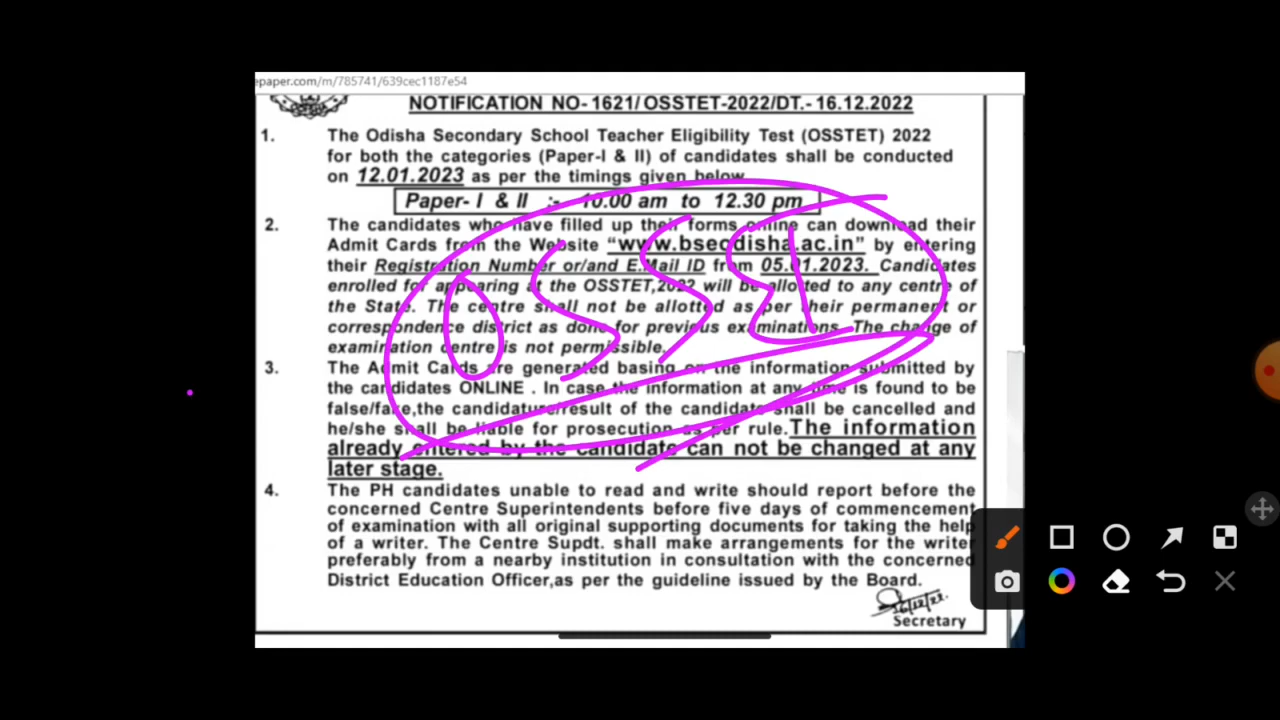 epaper.com/m/785741/639cec1187e54
NOTIFICATION NO- 1621/ OSSTET-2022/DT.- 16.12.2022
1. The Odisha Secondary School Teacher Eligibility Test (OSSTET) 2022
for both the categories (Paper-I & II) of candidates shall be conducted
on 12.01.2023 as per the timings given below
Paper- I & II :- 10.00 am to 12.30 pm
2. The candidates who have filled up their forms online can download their
Admit Cards from the Website “www.bseodisha.ac.in” by entering
their Registration Number or/and E.Mail ID from 05.01.2023. Candidates
enrolled for appearing at the OSSTET,2022 will be allotted to any centre of
the State. The centre shall not be allotted as per their permanent or
correspondence district as done for previous examinations. The change of
examination centre is not permissible.
3. The Admit Cards are generated basing on the information submitted by
the candidates ONLINE . In case the information at any time is found to be
false/fake,the candidature/result of the candidate shall be cancelled and
he/she shall be liable for prosecution as per rule.The information
already entered by the candidate can not be changed at any
later stage.
4. The PH candidates unable to read and write should report before the
concerned Centre Superintendents before five days of commencement
of examination with all original supporting documents for taking the help
of a writer. The Centre Supdt. shall make arrangements for the writer
preferably from a nearby institution in consultation with the concerned
District Education Officer,as per the guideline issued by the Board.
16/12/22
Secretary